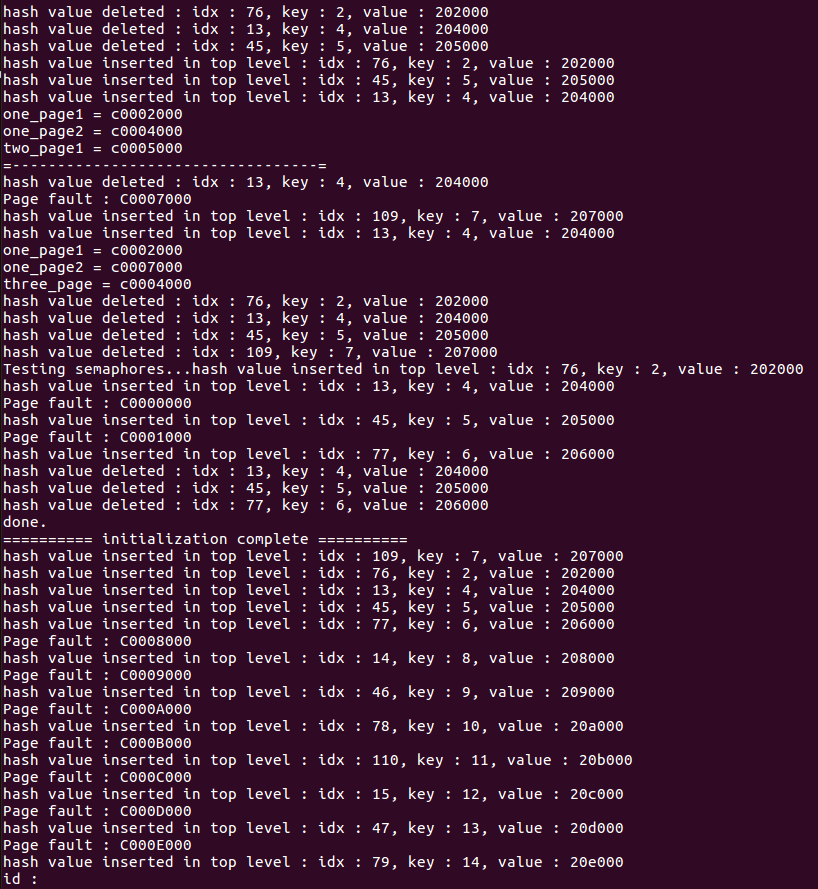 hash value deleted : idx : 76, key : 2, value : 202000
hash value deleted : idx : 13, key : 4, value : 204000
hash value deleted : idx : 45, key : 5, value : 205000
hash value inserted in top level : idx : 76, key : 2, value : 202000
hash value inserted in top level : idx : 45, key : 5, value : 205000
hash value inserted in top level : idx : 13, key : 4, value : 204000
one_page1 = c0002000
one_page2 = c0004000
two_page1 = c0005000
=----------------------------------=
hash value deleted : idx : 13, key : 4, value : 204000
Page fault : C0007000
hash value inserted in top level : idx : 109, key : 7, value : 207000
hash value inserted in top level : idx : 13, key : 4, value : 204000
one_page1 = c0002000
one_page2 = c0007000
three_page = c0004000
hash value deleted : idx : 76, key : 2, value : 202000
hash value deleted : idx : 13, key : 4, value : 204000
hash value deleted : idx : 45, key : 5, value : 205000
hash value deleted : idx : 109, key : 7, value : 207000
Testing semaphores...hash value inserted in top level : idx : 76, key : 2, value : 202000
hash value inserted in top level : idx : 13, key : 4, value : 204000
Page fault : C0000000
hash value inserted in top level : idx : 45, key : 5, value : 205000
Page fault : C0001000
hash value inserted in top level : idx : 77, key : 6, value : 206000
hash value deleted : idx : 13, key : 4, value : 204000
hash value deleted : idx : 45, key : 5, value : 205000
hash value deleted : idx : 77, key : 6, value : 206000
done.
========== initialization complete ==========
hash value inserted in top level : idx : 109, key : 7, value : 207000
hash value inserted in top level : idx : 76, key : 2, value : 202000
hash value inserted in top level : idx : 13, key : 4, value : 204000
hash value inserted in top level : idx : 45, key : 5, value : 205000
hash value inserted in top level : idx : 77, key : 6, value : 206000
Page fault : C0008000
hash value inserted in top level : idx : 14, key : 8, value : 208000
Page fault : C0009000
hash value inserted in top level : idx : 46, key : 9, value : 209000
Page fault : C000A000
hash value inserted in top level : idx : 78, key : 10, value : 20a000
Page fault : C000B000
hash value inserted in top level : idx : 110, key : 11, value : 20b000
Page fault : C000C000
hash value inserted in top level : idx : 15, key : 12, value : 20c000
Page fault : C000D000
hash value inserted in top level : idx : 47, key : 13, value : 20d000
Page fault : C000E000
hash value inserted in top level : idx : 79, key : 14, value : 20e000
id :